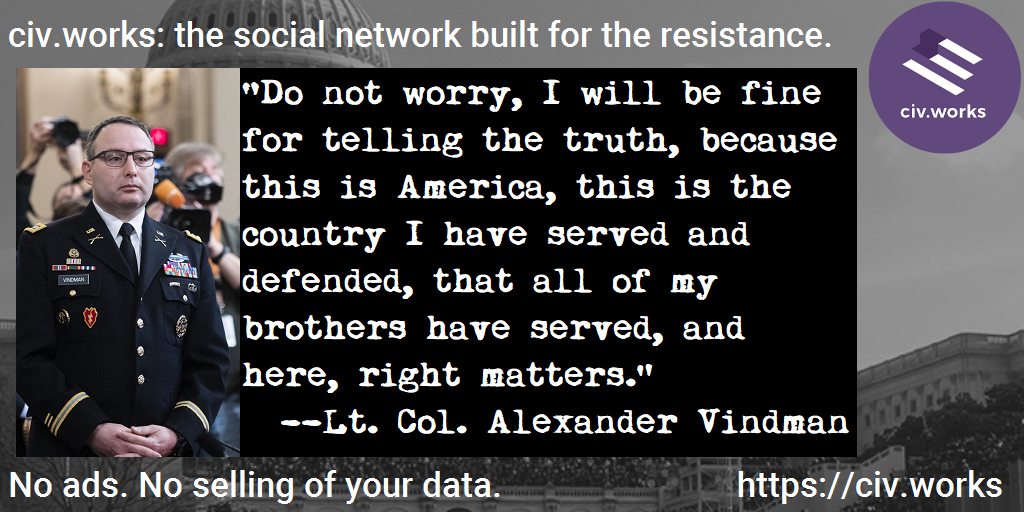 civ.works: the social network built for the resistance.
civ.works
"Do not worry, I will be fine
for telling the truth, because
this is America, this is the
country I have served and
defended, that all of my
brothers have served, and
here, right matters."
--Lt. Col. Alexander Vindman
VINDMAN
No ads. No selling of your data.
https://civ.works